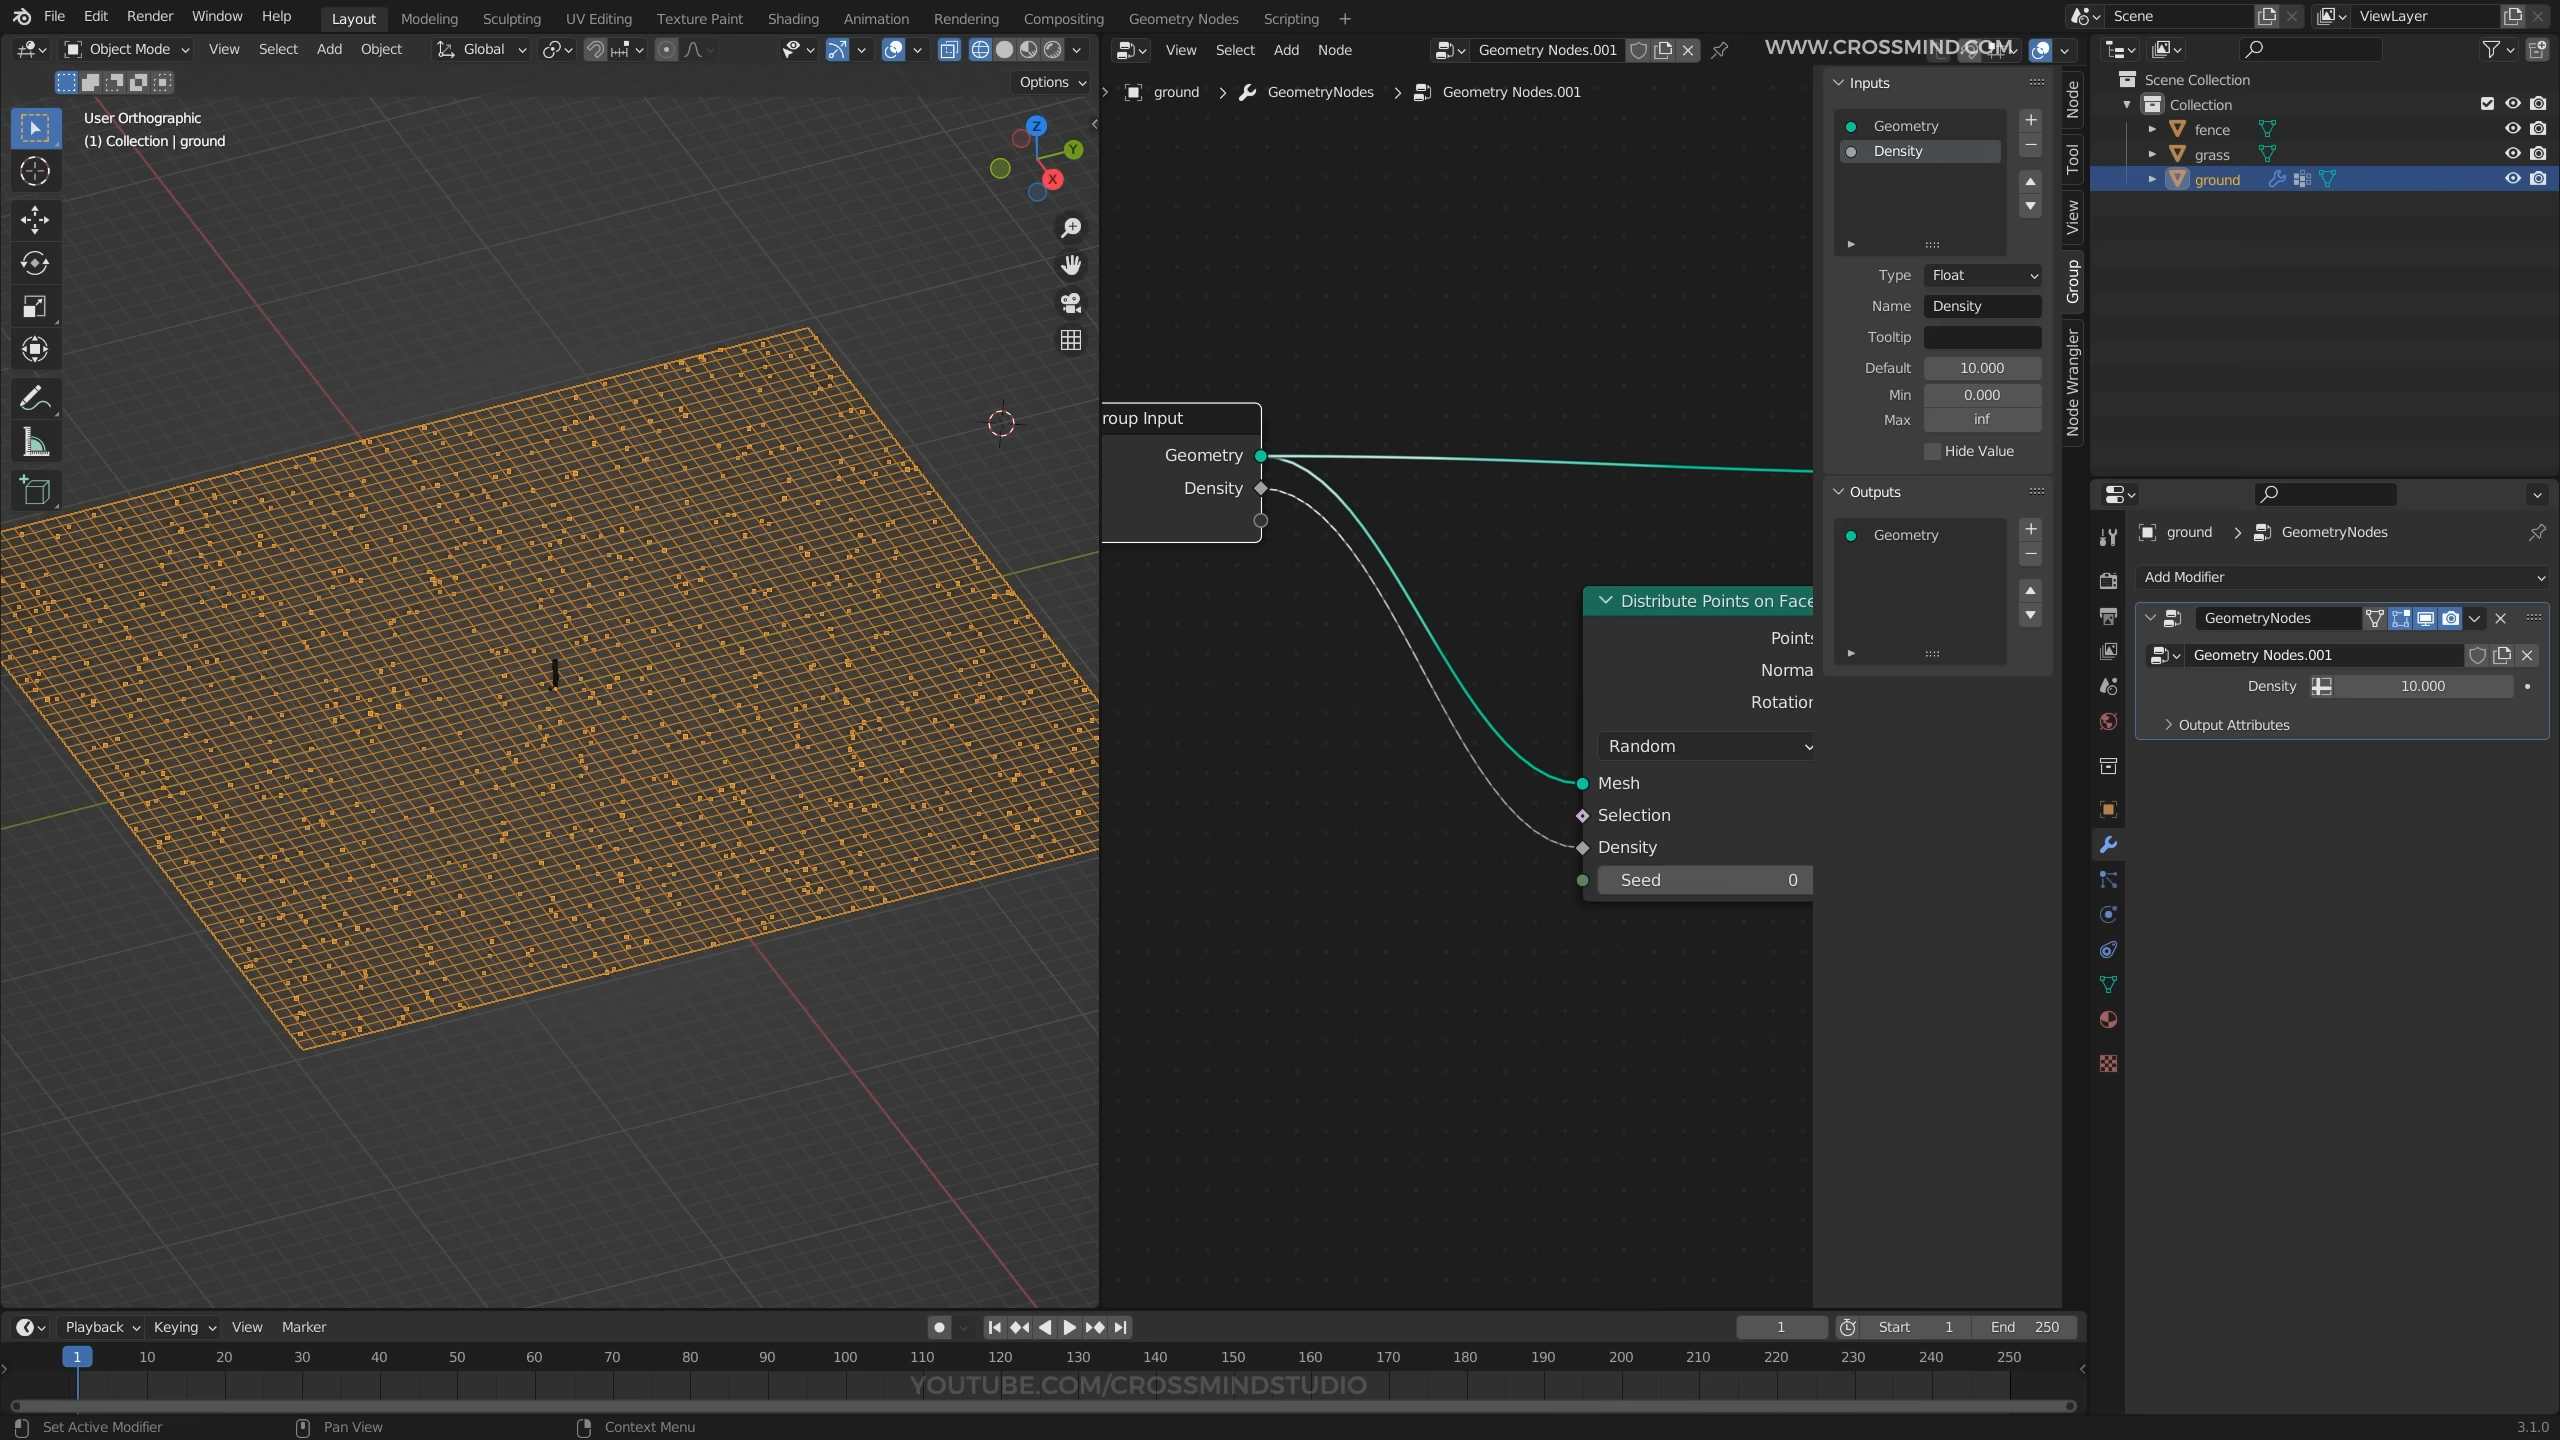 File Edit Render Window Help Layout Modeling Sculpting UV Editing Texture Paint Shading Animation Rendering Compositing Geometry Nodes Scripting + Scene ViewLayer
Object Mode View Select Add Object Global
View Select Add Node Geometry Nodes.001 WWW.CROSSMIND.COM
Options
ground > GeometryNodes > Geometry Nodes.001
User Orthographic
(1) Collection | ground
Z
Y
X
roup Input
Geometry
Density
Distribute Points on Face
Points
Norma
Rotation
Random
Mesh
Selection
Density
Seed 0
Inputs
Geometry
Density
Type Float
Name Density
Tooltip
Default 10.000
Min 0.000
Max inf
Hide Value
Outputs
Geometry
Node
Tool
View
Group
Node Wrangler
Scene Collection
Collection
fence
grass
ground
ground > GeometryNodes
Add Modifier
GeometryNodes
Geometry Nodes.001
Density 10.000
Output Attributes
Playback Keying View Marker 1 Start 1 End 250
1 10 20 30 40 50 60 70 80 90 100 110 120 130 140 150 160 170 180 190 200 210 220 230 240 250
YOUTUBE.COM/CROSSMINDSTUDIO
Set Active Modifier Pan View Context Menu 3.1.0